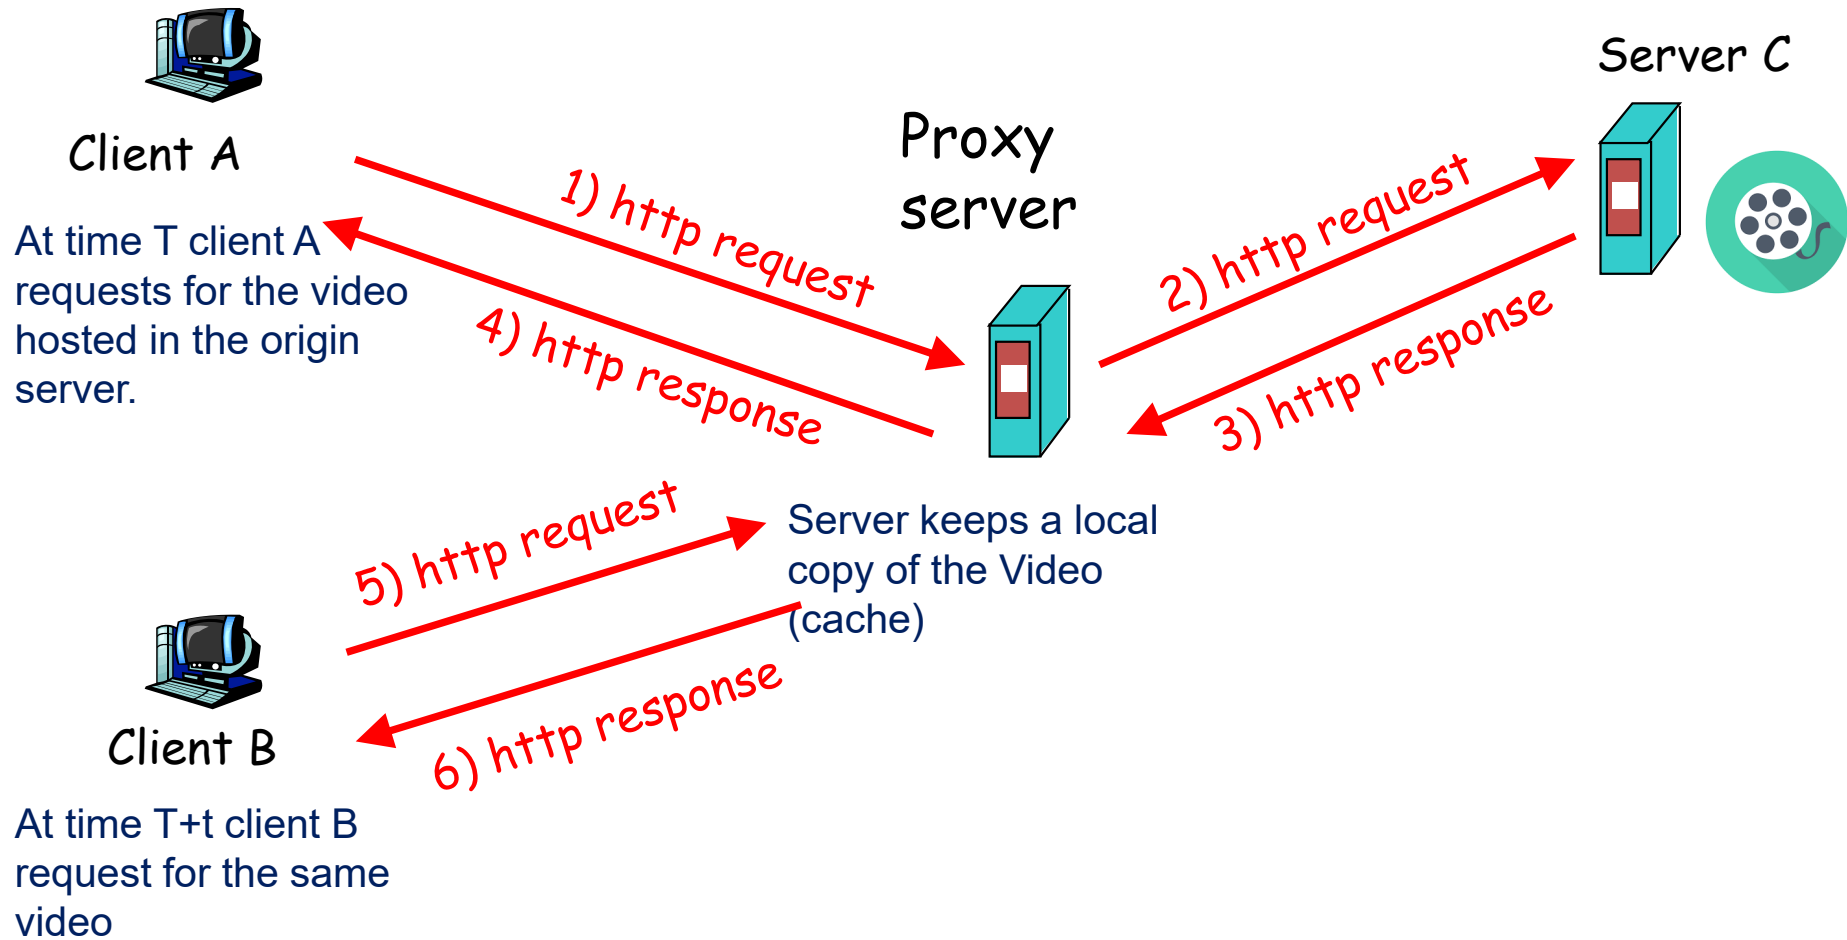 Client A
At time T client A
requests for the video
hosted in the origin
server.
1) http request
4) http response
Proxy
server
2) http request
3) http response
Server C
5) http request
6) http response
Server keeps a local
copy of the Video
(cache)
Client B
At time T+t client B
request for the same
video